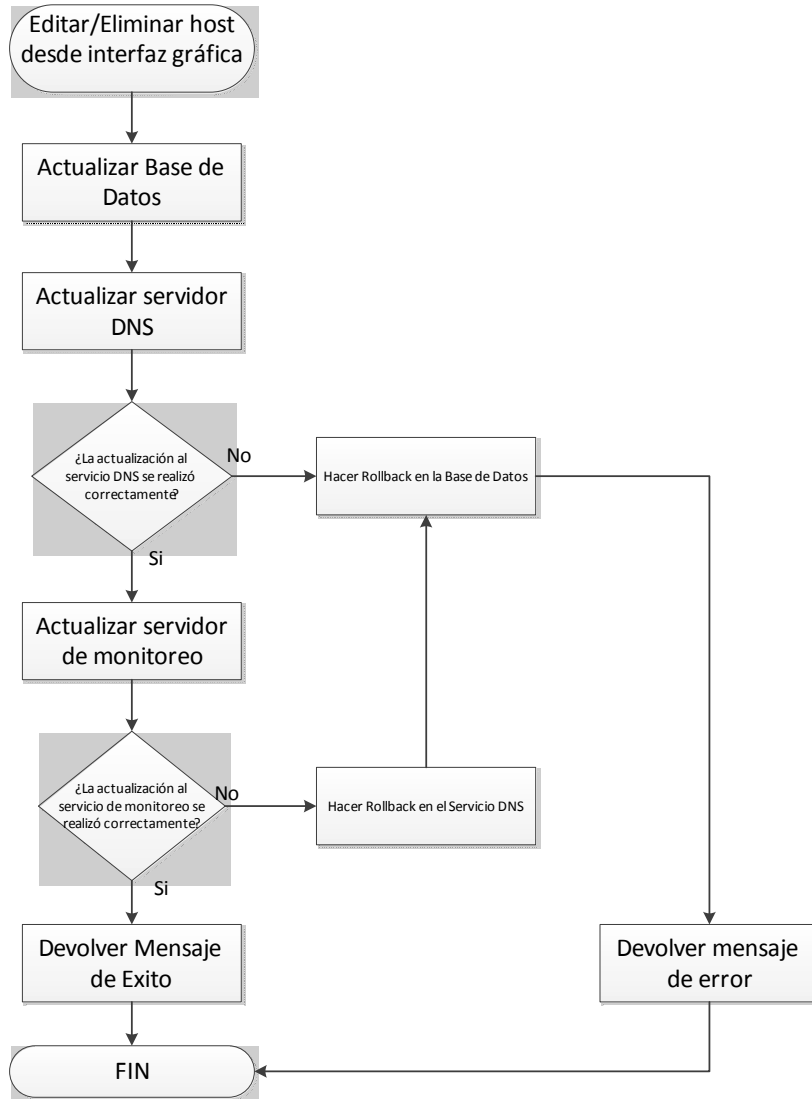 Editar/Eliminar host
desde interfaz gráfica
Actualizar Base de
Datos
Actualizar servidor
DNS
¿La actualización al
servicio DNS se realizó
correctamente?
No
Hacer Rollback en la Base de Datos
Si
Actualizar servidor
de monitoreo
¿La actualización al
servicio de monitoreo se
realizó correctamente?
No
Hacer Rollback en el Servicio DNS
Si
Devolver Mensaje
de Exito
Devolver mensaje
de error
FIN